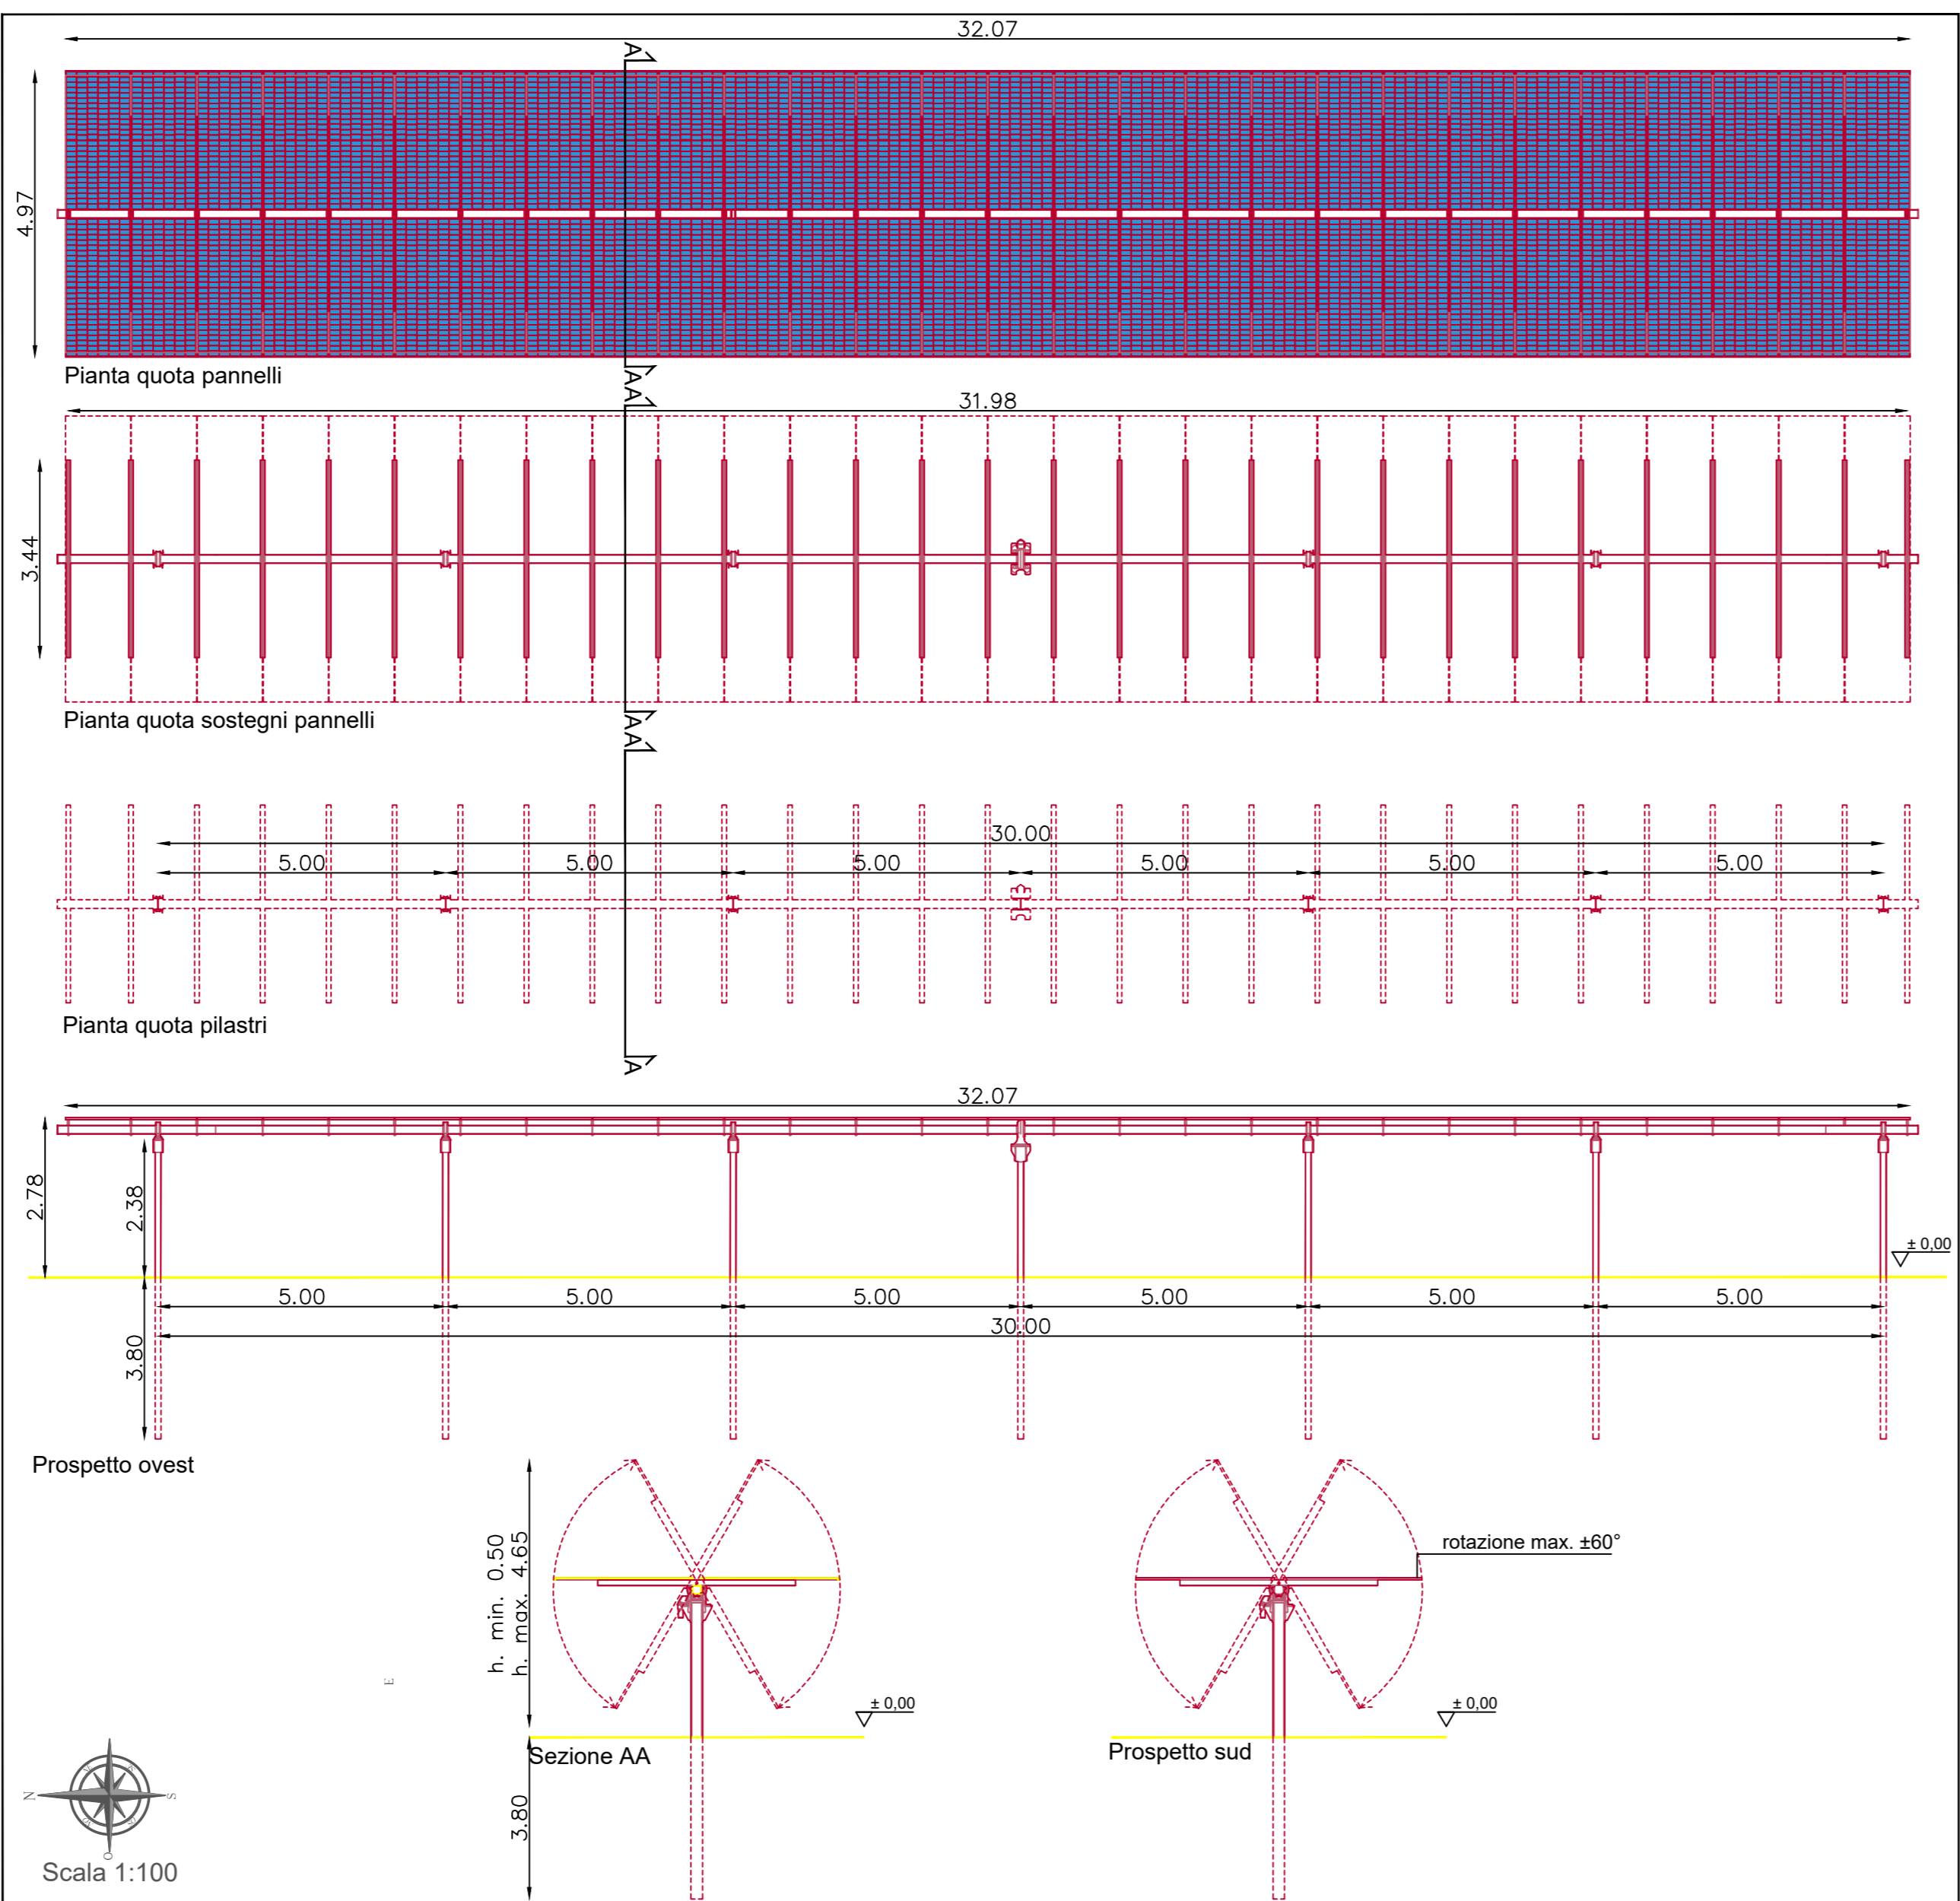 32.07
A
4.97
Pianta quota pannelli
A
A
31.98
3.44
Pianta quota sostegni pannelli
A
A
30.00
5.00 5.00 5.00 5.00 5.00 5.00
Pianta quota pilastri
A
32.07
2.78
2.38
± 0,00
5.00 5.00 5.00 5.00 5.00 5.00
30.00
3.80
Prospetto ovest
h. min. 0.50
h. max. 4.65
rotazione max. ±60°
E
± 0,00
± 0,00
Sezione AA
Prospetto sud
N
S
O
3.80
Scala 1:100